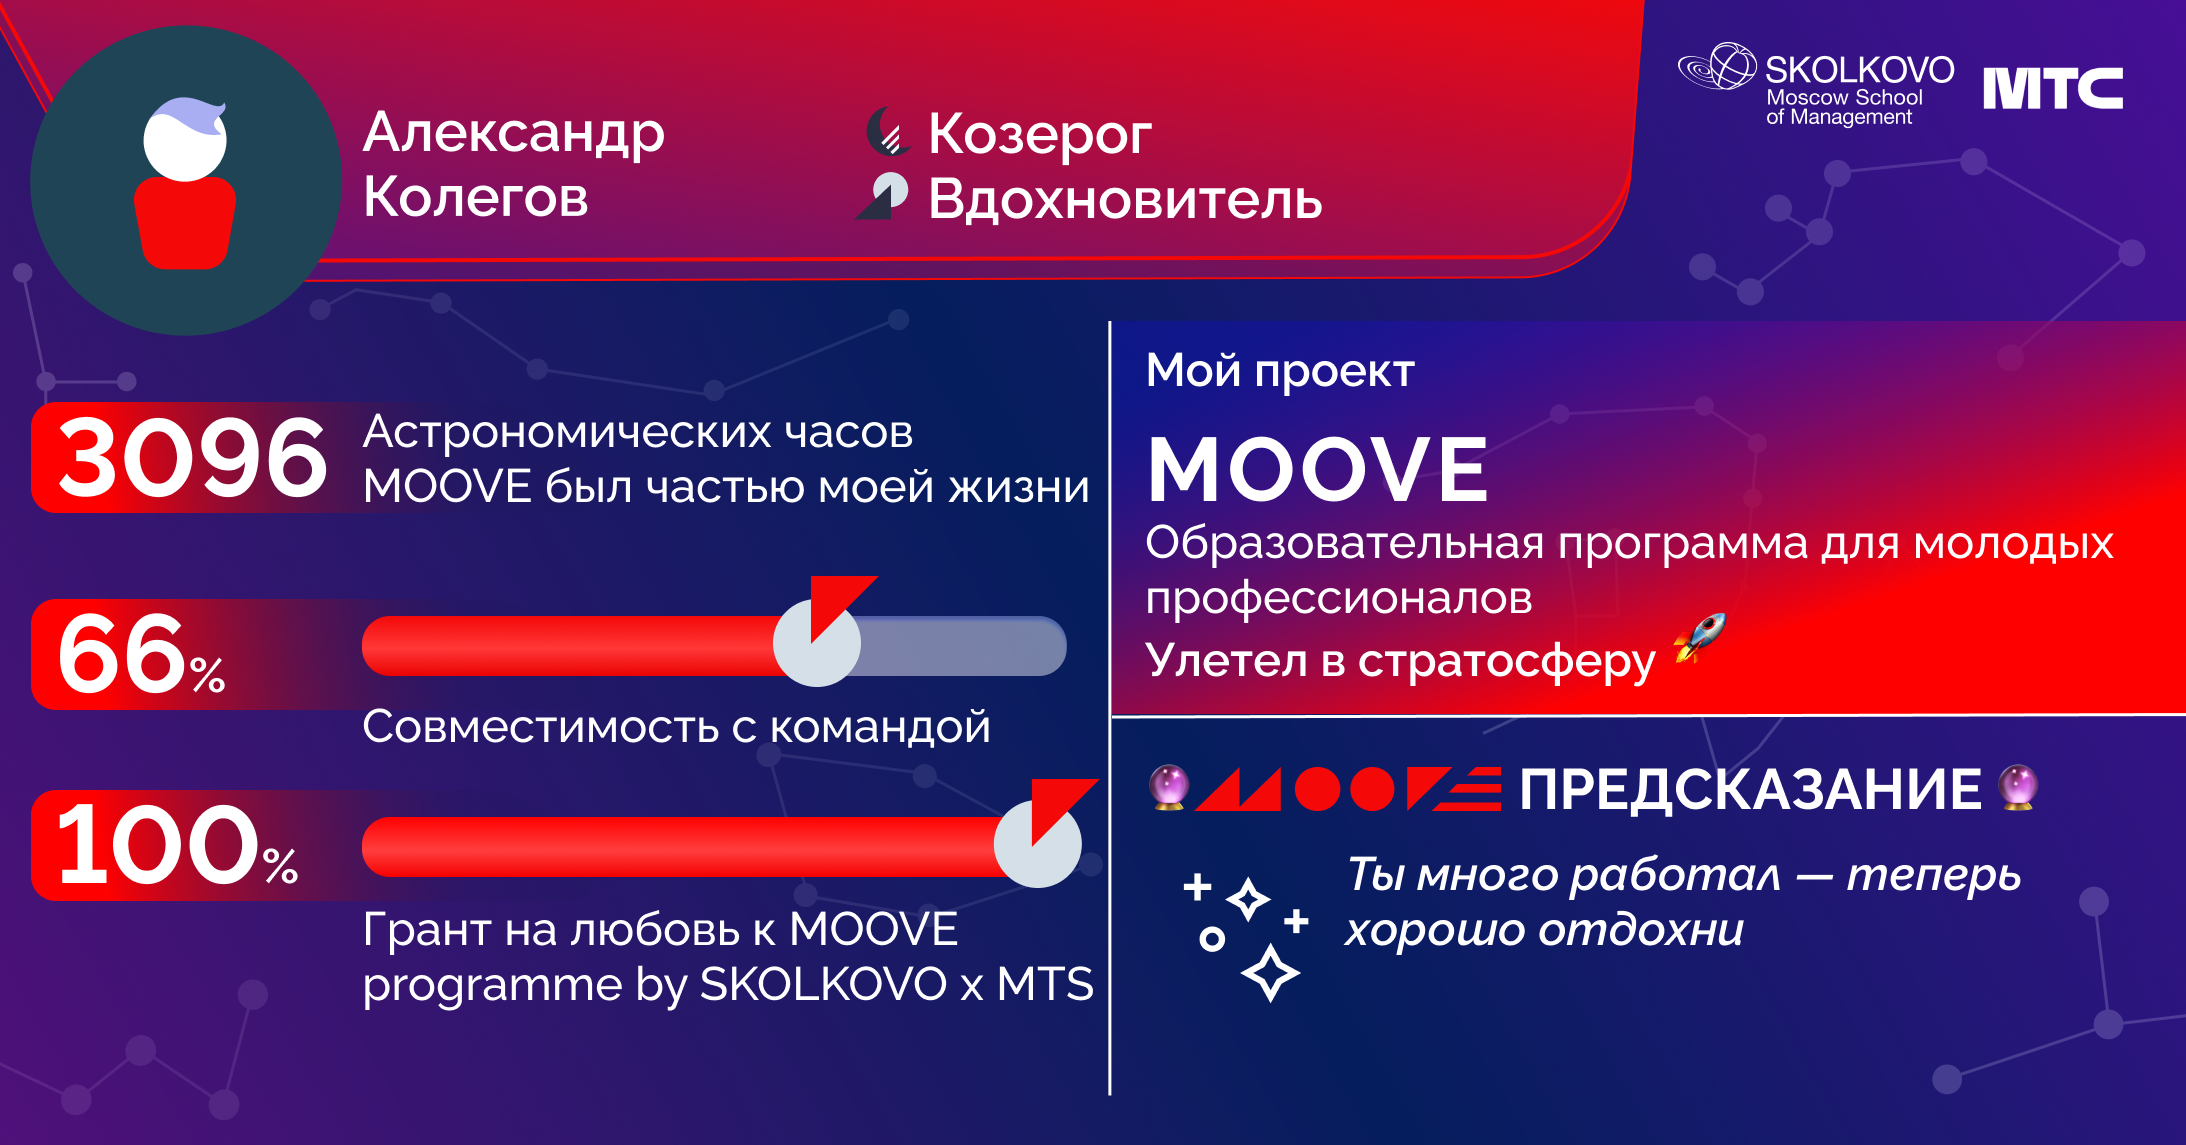 Александр
Колегов
Козерог
Вдохновитель
SKOLKOVO
Moscow School
of Management
МТС
3096
Астрономических часов
MOOVE был частью моей жизни
66%
Совместимость с командой
100%
Грант на любовь к MOOVE
programme by SKOLKOVO x MTS
Мой проект
MOOVE
Образовательная программа для молодых
профессионалов
Улетел в стратосферу 🚀
🔮 MOOVE ПРЕДСКАЗАНИЕ 🔮
Ты много работал — теперь
хорошо отдохни